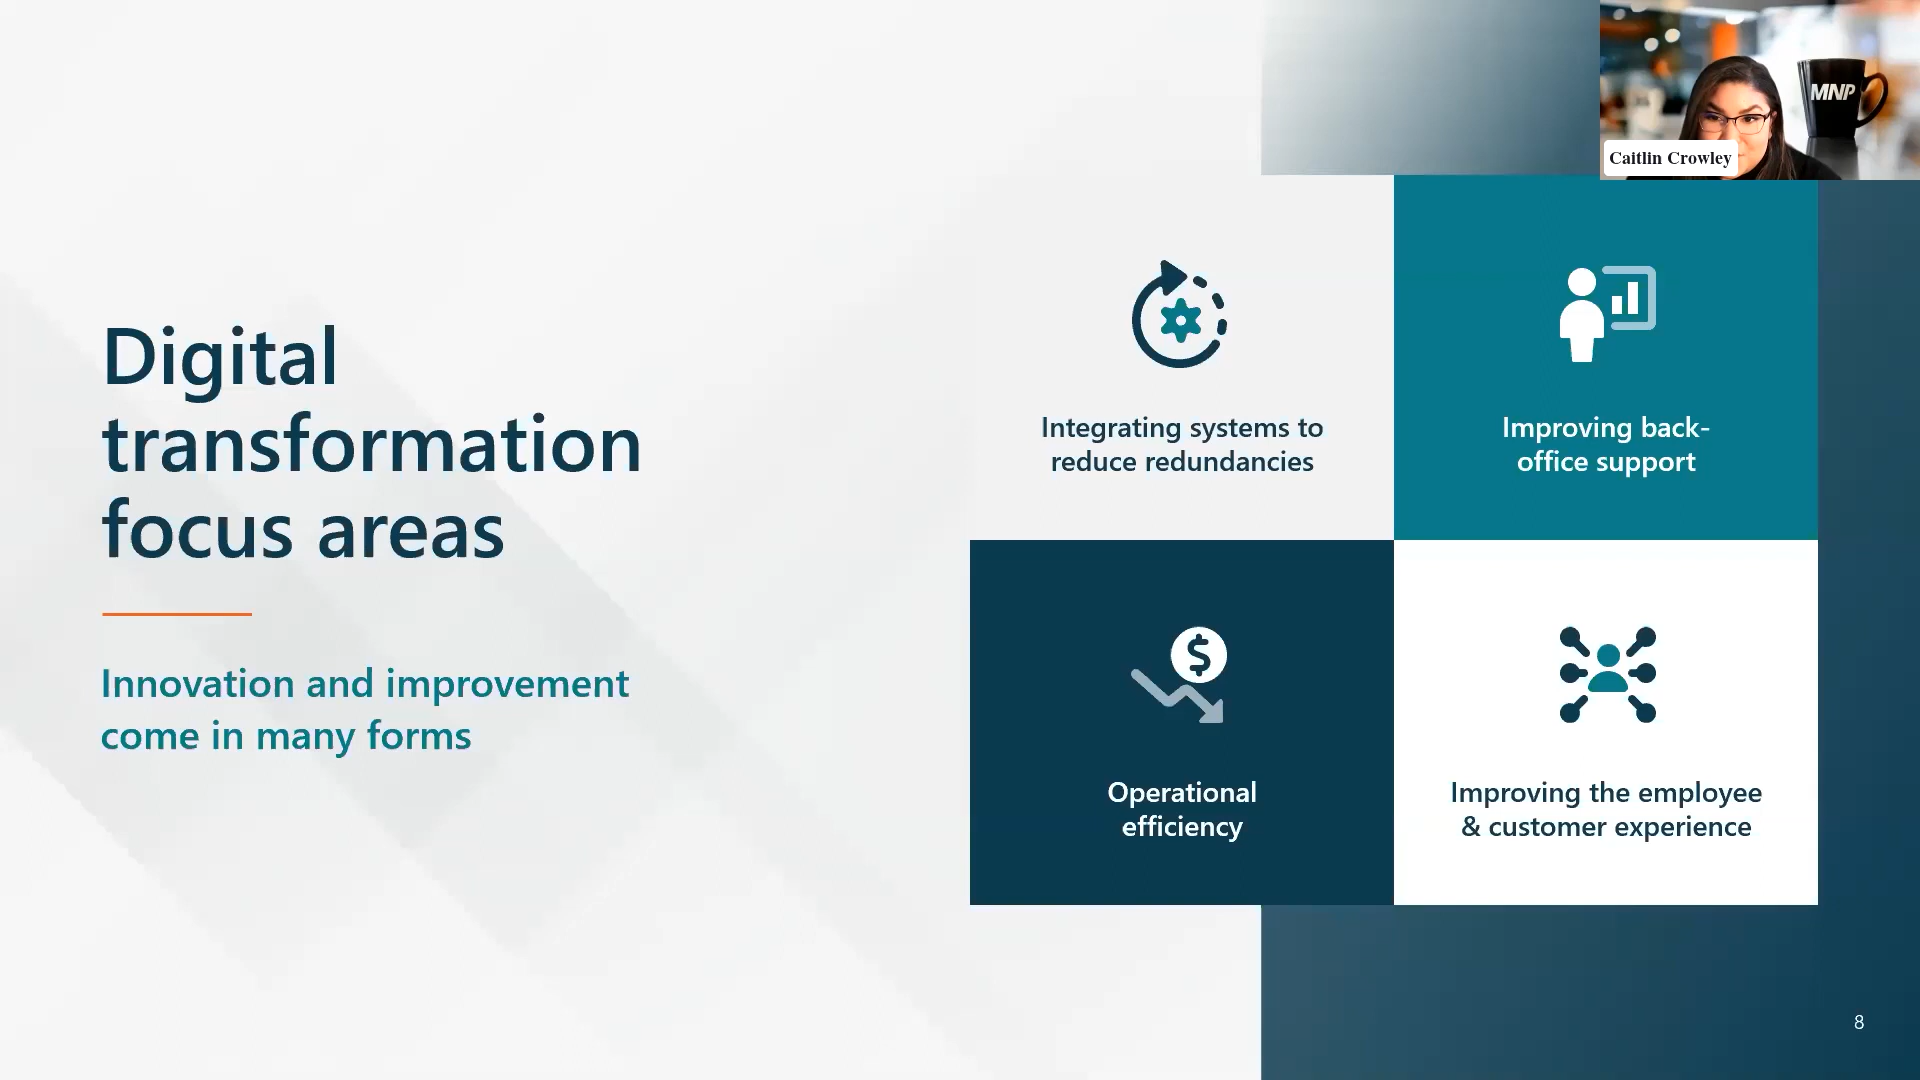 MNP
Caitlin Crowley
Digital
transformation
focus areas
Innovation and improvement
come in many forms
Integrating systems to
reduce redundancies
Improving back-
office support
$
Operational
efficiency
Improving the employee
& customer experience
8